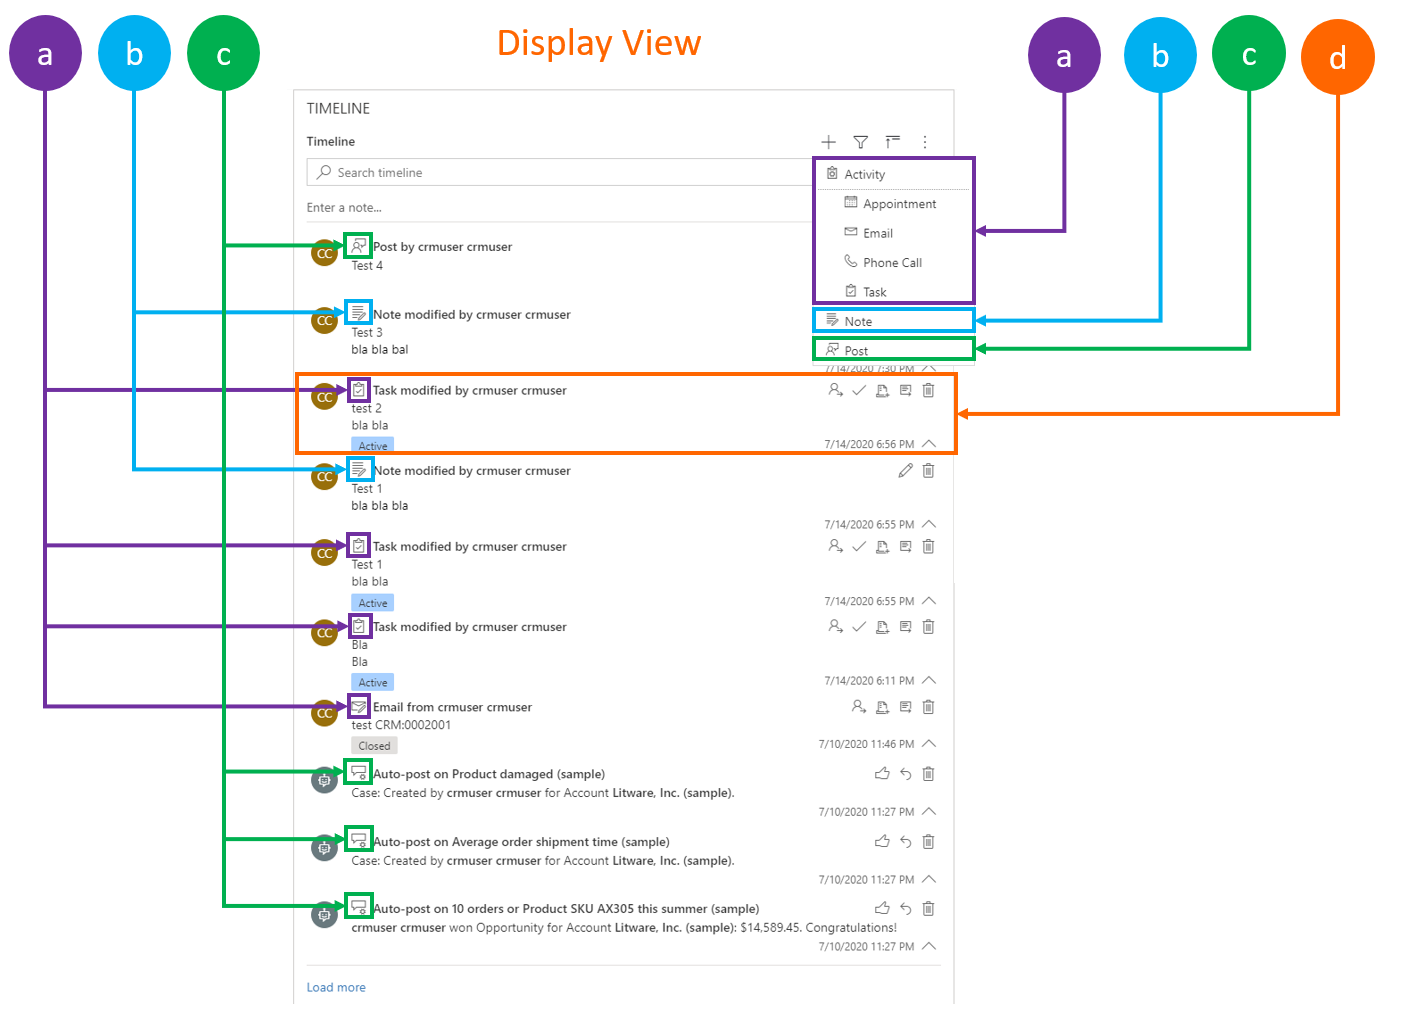 a b c Display View a b c d
TIMELINE
Timeline
Search timeline
Activity
Appointment
Enter a note...
Email
Phone Call
Task
Note
Post
CC Post by crmuser crmuser
Test 4
CC Note modified by crmuser crmuser
Test 3
bla bla bal
7/14/2020 7:30 PM
CC Task modified by crmuser crmuser
test 2
bla bla
Active 7/14/2020 6:56 PM
CC Note modified by crmuser crmuser
Test 1
bla bla bla
7/14/2020 6:55 PM
CC Task modified by crmuser crmuser
Test 1
bla bla
Active 7/14/2020 6:55 PM
CC Task modified by crmuser crmuser
Bla
Bla
Active 7/14/2020 6:11 PM
CC Email from crmuser crmuser
test CRM:0002001
Closed 7/10/2020 11:46 PM
Auto-post on Product damaged (sample)
Case: Created by crmuser crmuser for Account Litware, Inc. (sample).
7/10/2020 11:27 PM
Auto-post on Average order shipment time (sample)
Case: Created by crmuser crmuser for Account Litware, Inc. (sample).
7/10/2020 11:27 PM
Auto-post on 10 orders or Product SKU AX305 this summer (sample)
crmuser crmuser won Opportunity for Account Litware, Inc. (sample): $14,589.45. Congratulations!
7/10/2020 11:27 PM
Load more